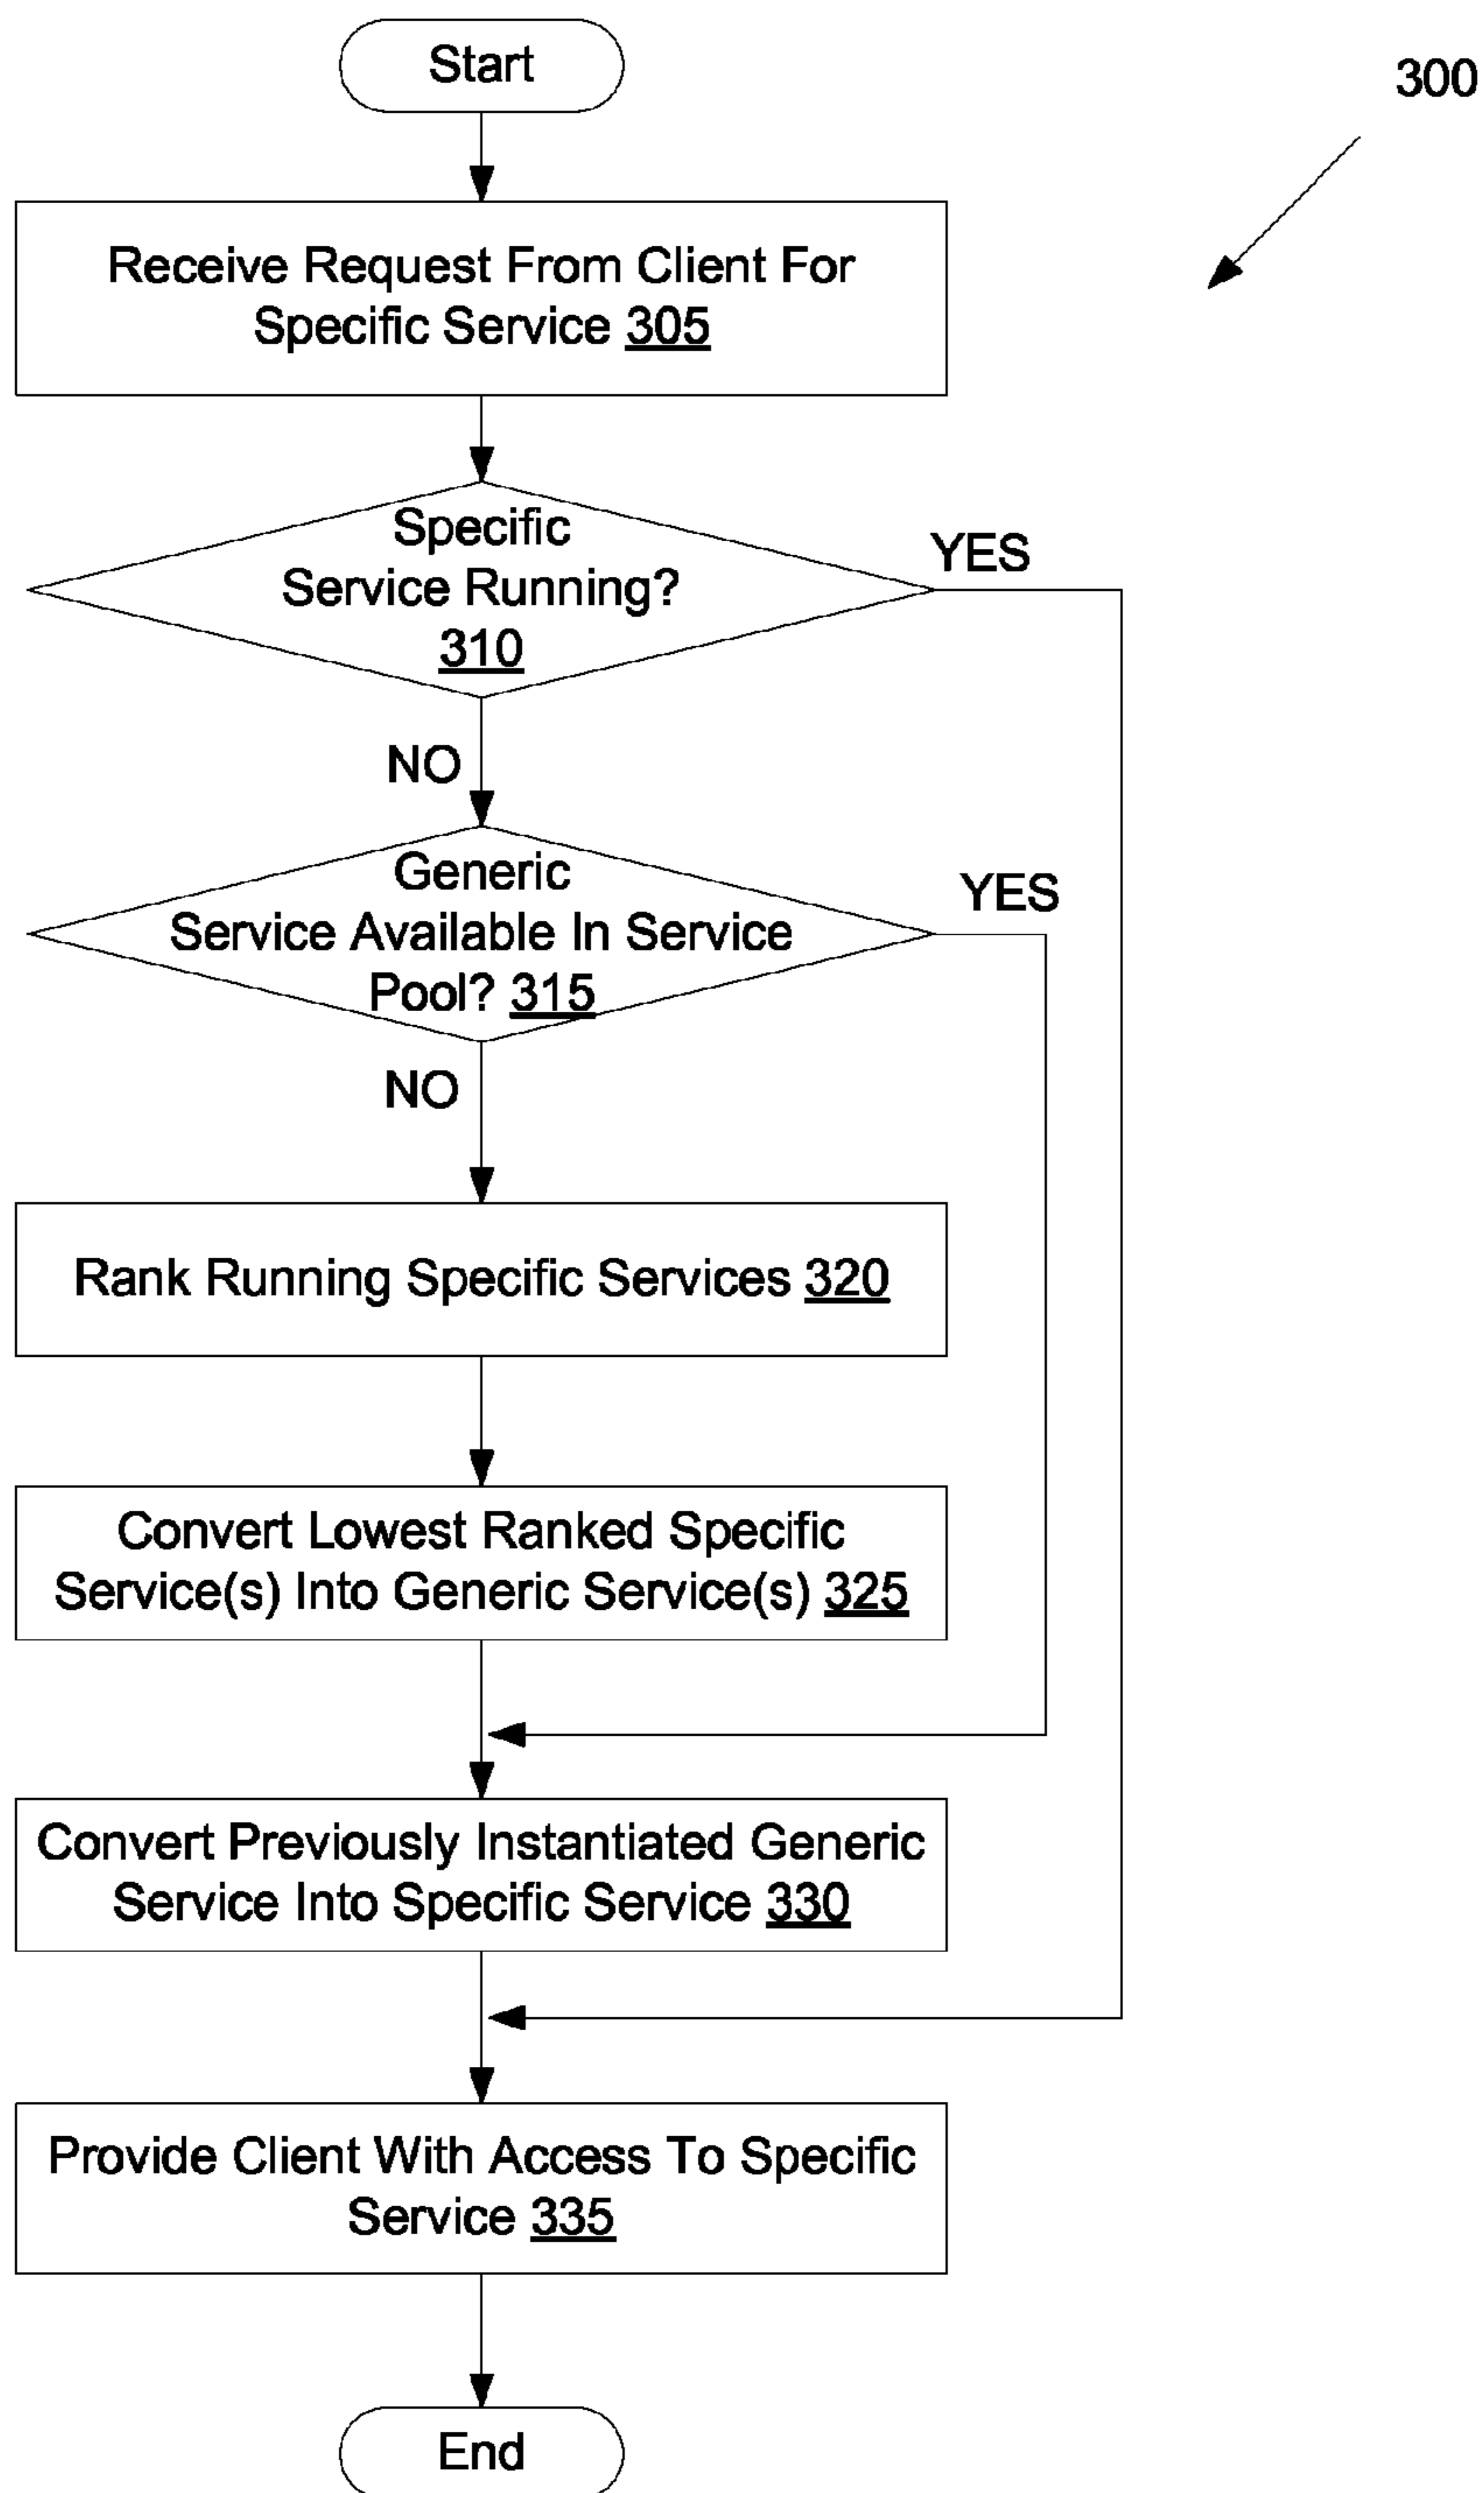 Start
300
Receive Request From Client For
Specific Service 305
Specific
Service Running?
310
YES
NO
Generic
Service Available In Service
Pool? 315
YES
NO
Rank Running Specific Services 320
Convert Lowest Ranked Specific
Service(s) Into Generic Service(s) 325
Convert Previously Instantiated Generic
Service Into Specific Service 330
Provide Client With Access To Specific
Service 335
End